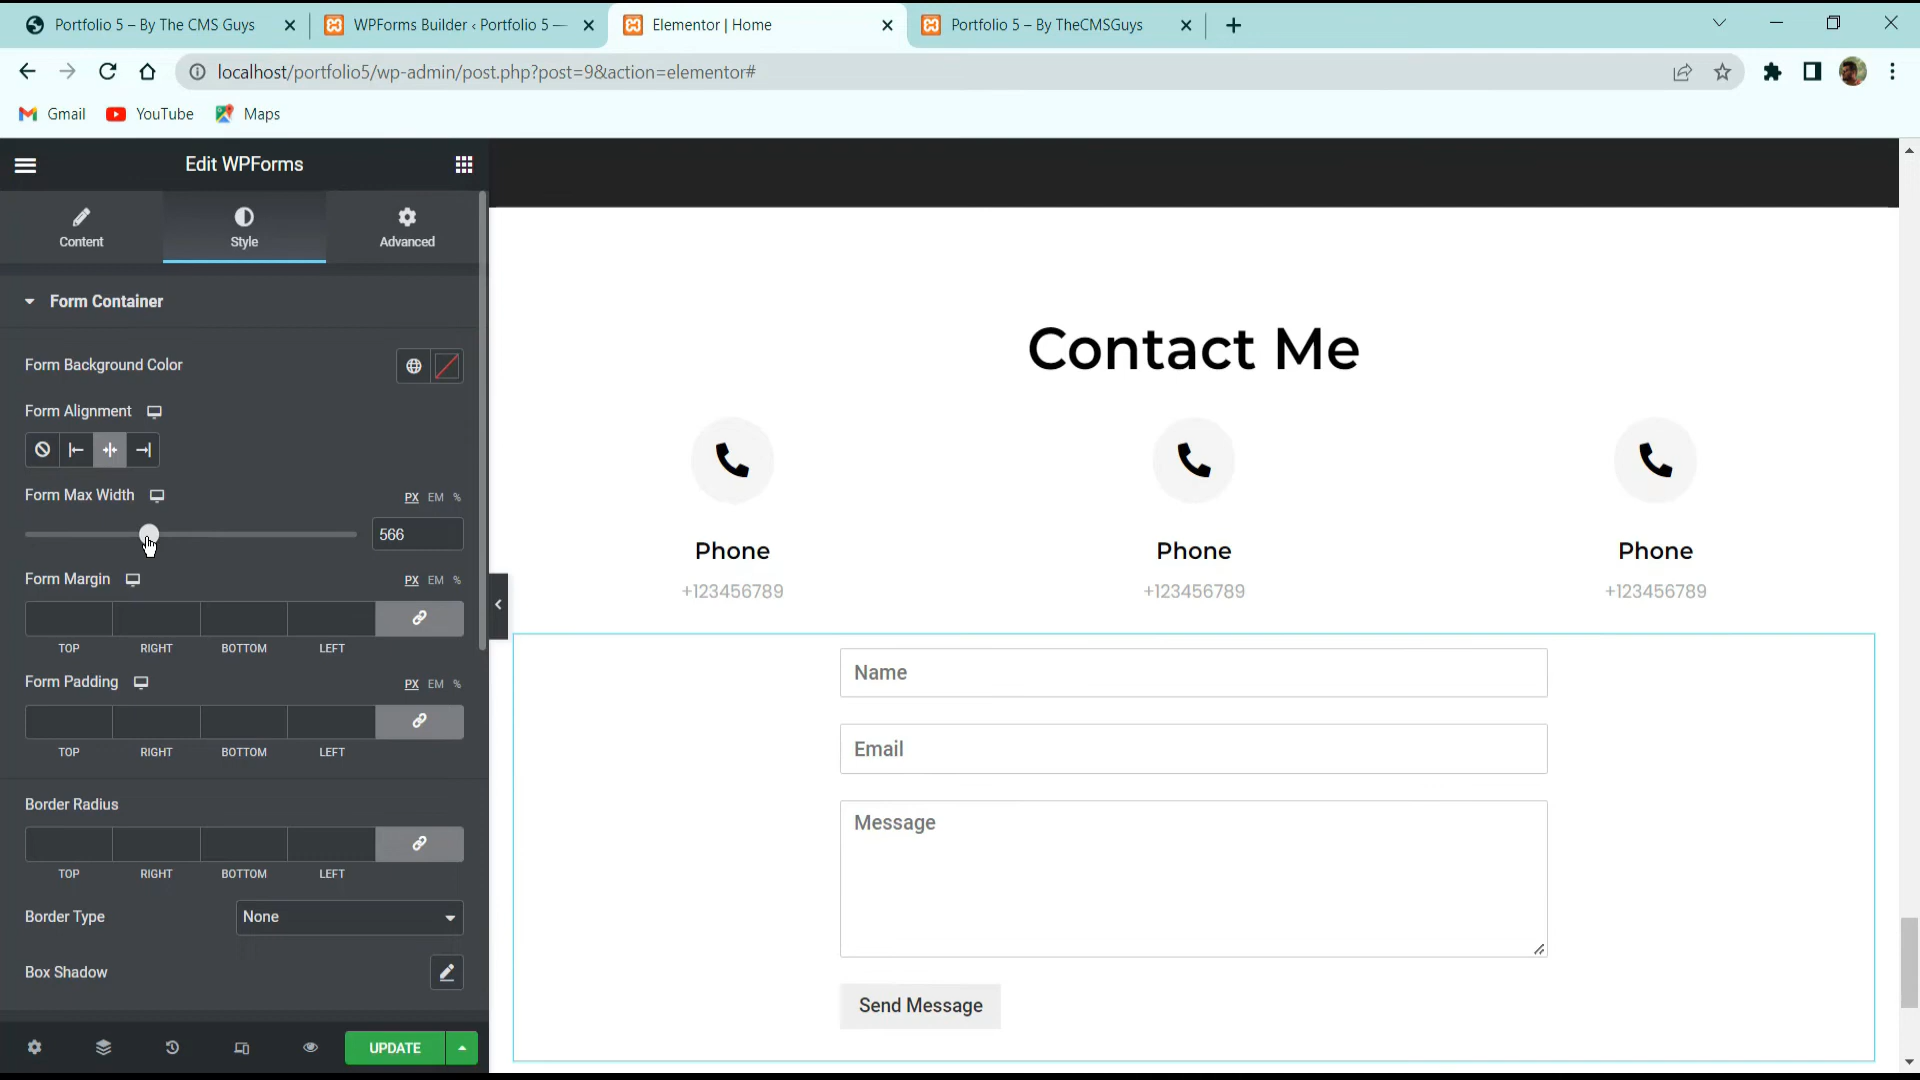 Portfolio 5 – By The CMS Guys
WPForms Builder ‹ Portfolio 5 —
Elementor | Home
Portfolio 5 – By TheCMSGuys
localhost/portfolio5/wp-admin/post.php?post=9&action=elementor#
Gmail
YouTube
Maps
Edit WPForms
Content
Style
Advanced
Form Container
Form Background Color
Form Alignment
Form Max Width
PX EM %
566
Form Margin
PX EM %
TOP RIGHT BOTTOM LEFT
Form Padding
PX EM %
TOP RIGHT BOTTOM LEFT
Border Radius
TOP RIGHT BOTTOM LEFT
Border Type
None
Box Shadow
UPDATE
Contact Me
Phone
+123456789
Phone
+123456789
Phone
+123456789
Name
Email
Message
Send Message